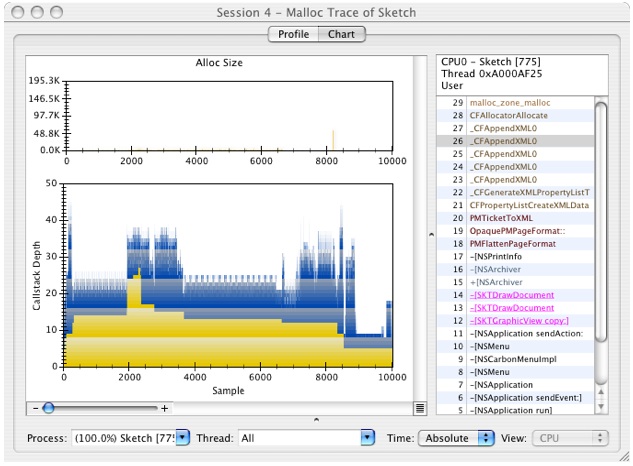 Session 4 - Malloc Trace of Sketch
Profile Chart
Alloc Size
195.3K
146.5K
97.7K
48.8K
0.0K
0 2000 4000 6000 8000 10000
50
40
30
20
10
0
Callstack Depth
0 2000 4000 6000 8000 10000
Sample
- +
CPU0 - Sketch [775]
Thread 0xA000AF25
User
29 malloc_zone_malloc
28 CFAllocatorAllocate
27 _CFAppendXML0
26 _CFAppendXML0
25 _CFAppendXML0
24 _CFAppendXML0
23 _CFAppendXML0
22 _CFGenerateXMLPropertyListT
21 CFPropertyListCreateXMLData
20 PMTicketToXML
19 OpaquePMPageFormat::
18 PMFlattenPageFormat
17 -[NSPrintInfo
16 -[NSArchiver
15 +[NSArchiver
14 -[SKTDrawDocument
13 -[SKTDrawDocument
12 -[SKTGraphicView copy:]
11 -[NSApplication sendAction:
10 -[NSMenu
9 -[NSCarbonMenuImpl
8 -[NSMenu
7 -[NSApplication
6 -[NSApplication sendEvent:]
5 -[NSApplication run]
Process: (100.0%) Sketch [775 Thread: All Time: Absolute View: CPU